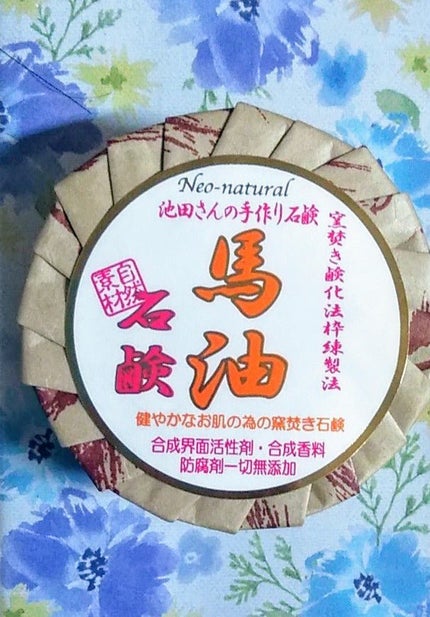 Neo-natural
池田さんの手作り石鹸
窯焚き鹸化法枠練製法
自然素材
馬油
石鹸
健やかなお肌の為の窯焚き石鹸
合成界面活性剤・合成香料
防腐剤一切無添加